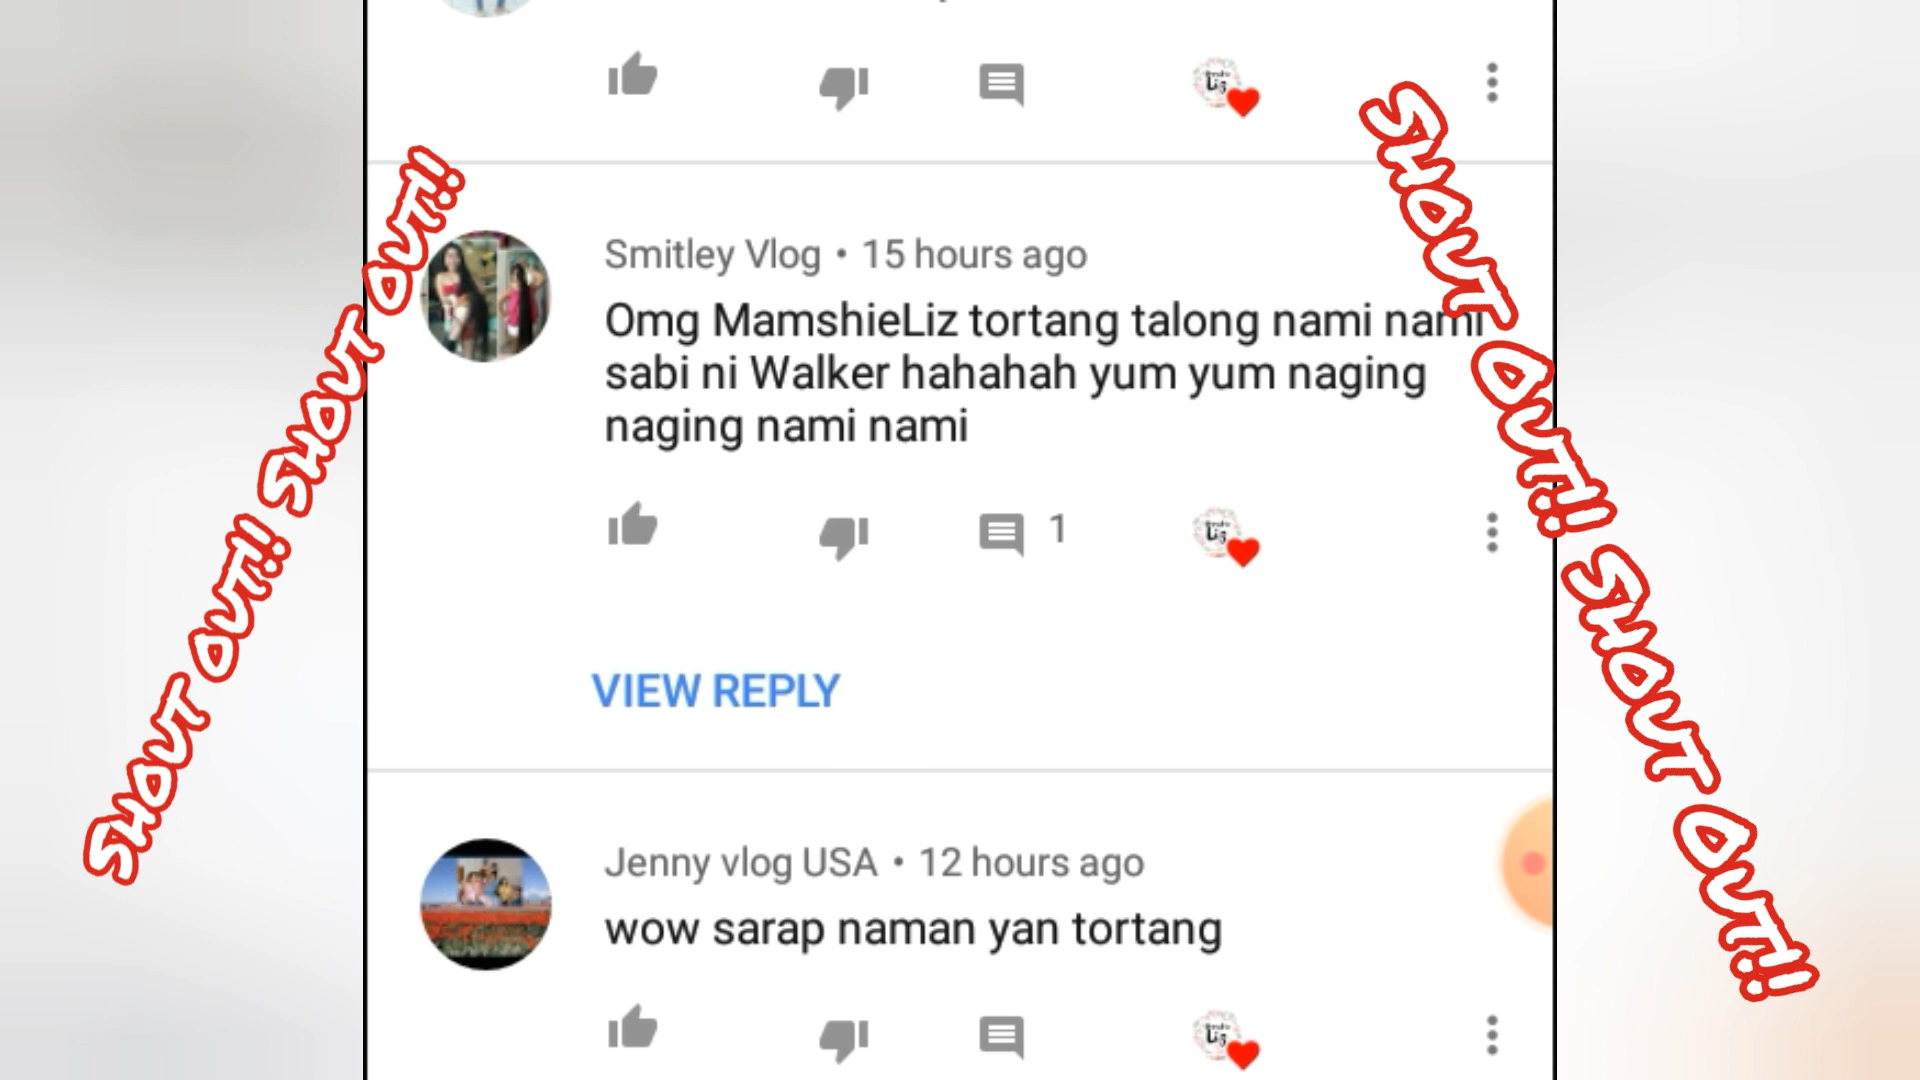 SHOUT OUT!! SHOUT OUT!!
SHOUT OUT!! SHOUT OUT!!
Smitley Vlog • 15 hours ago
Omg MamshieLiz tortang talong nami nami
sabi ni Walker hahahah yum yum naging
naging nami nami
1
VIEW REPLY
Jenny vlog USA • 12 hours ago
wow sarap naman yan tortang